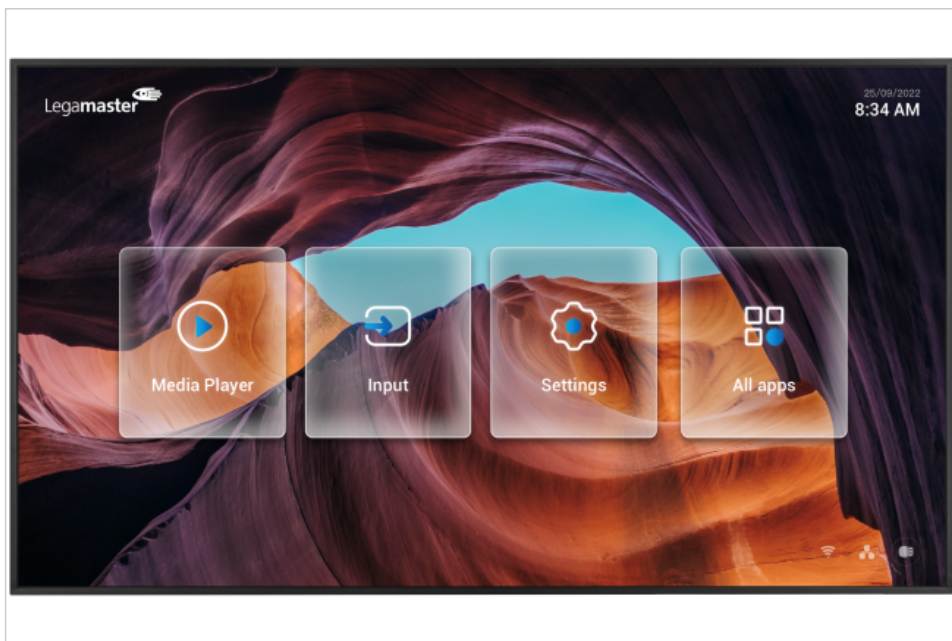 Legamaster
25/09/2022
8:34 AM
Media Player
Input
Settings
All apps